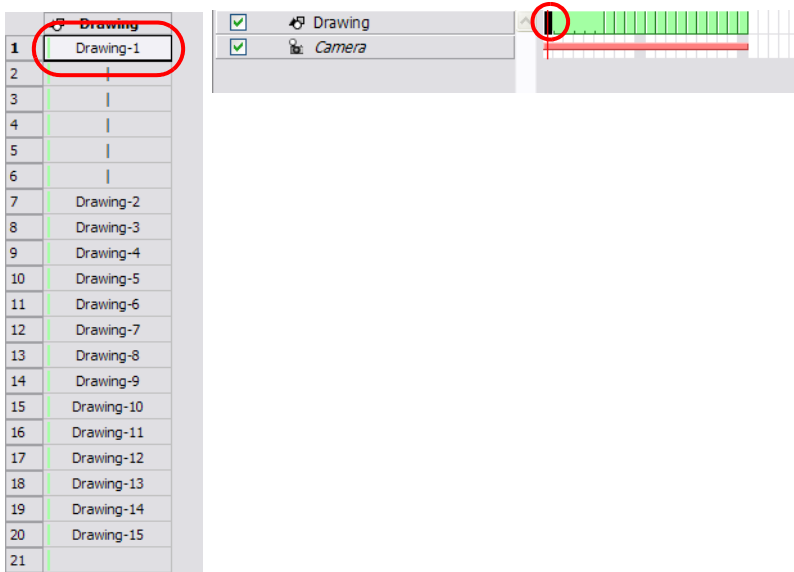 Drawing
1 Drawing-1
2
3
4
5
6
7 Drawing-2
8 Drawing-3
9 Drawing-4
10 Drawing-5
11 Drawing-6
12 Drawing-7
13 Drawing-8
14 Drawing-9
15 Drawing-10
16 Drawing-11
17 Drawing-12
18 Drawing-13
19 Drawing-14
20 Drawing-15
21
Drawing
Camera